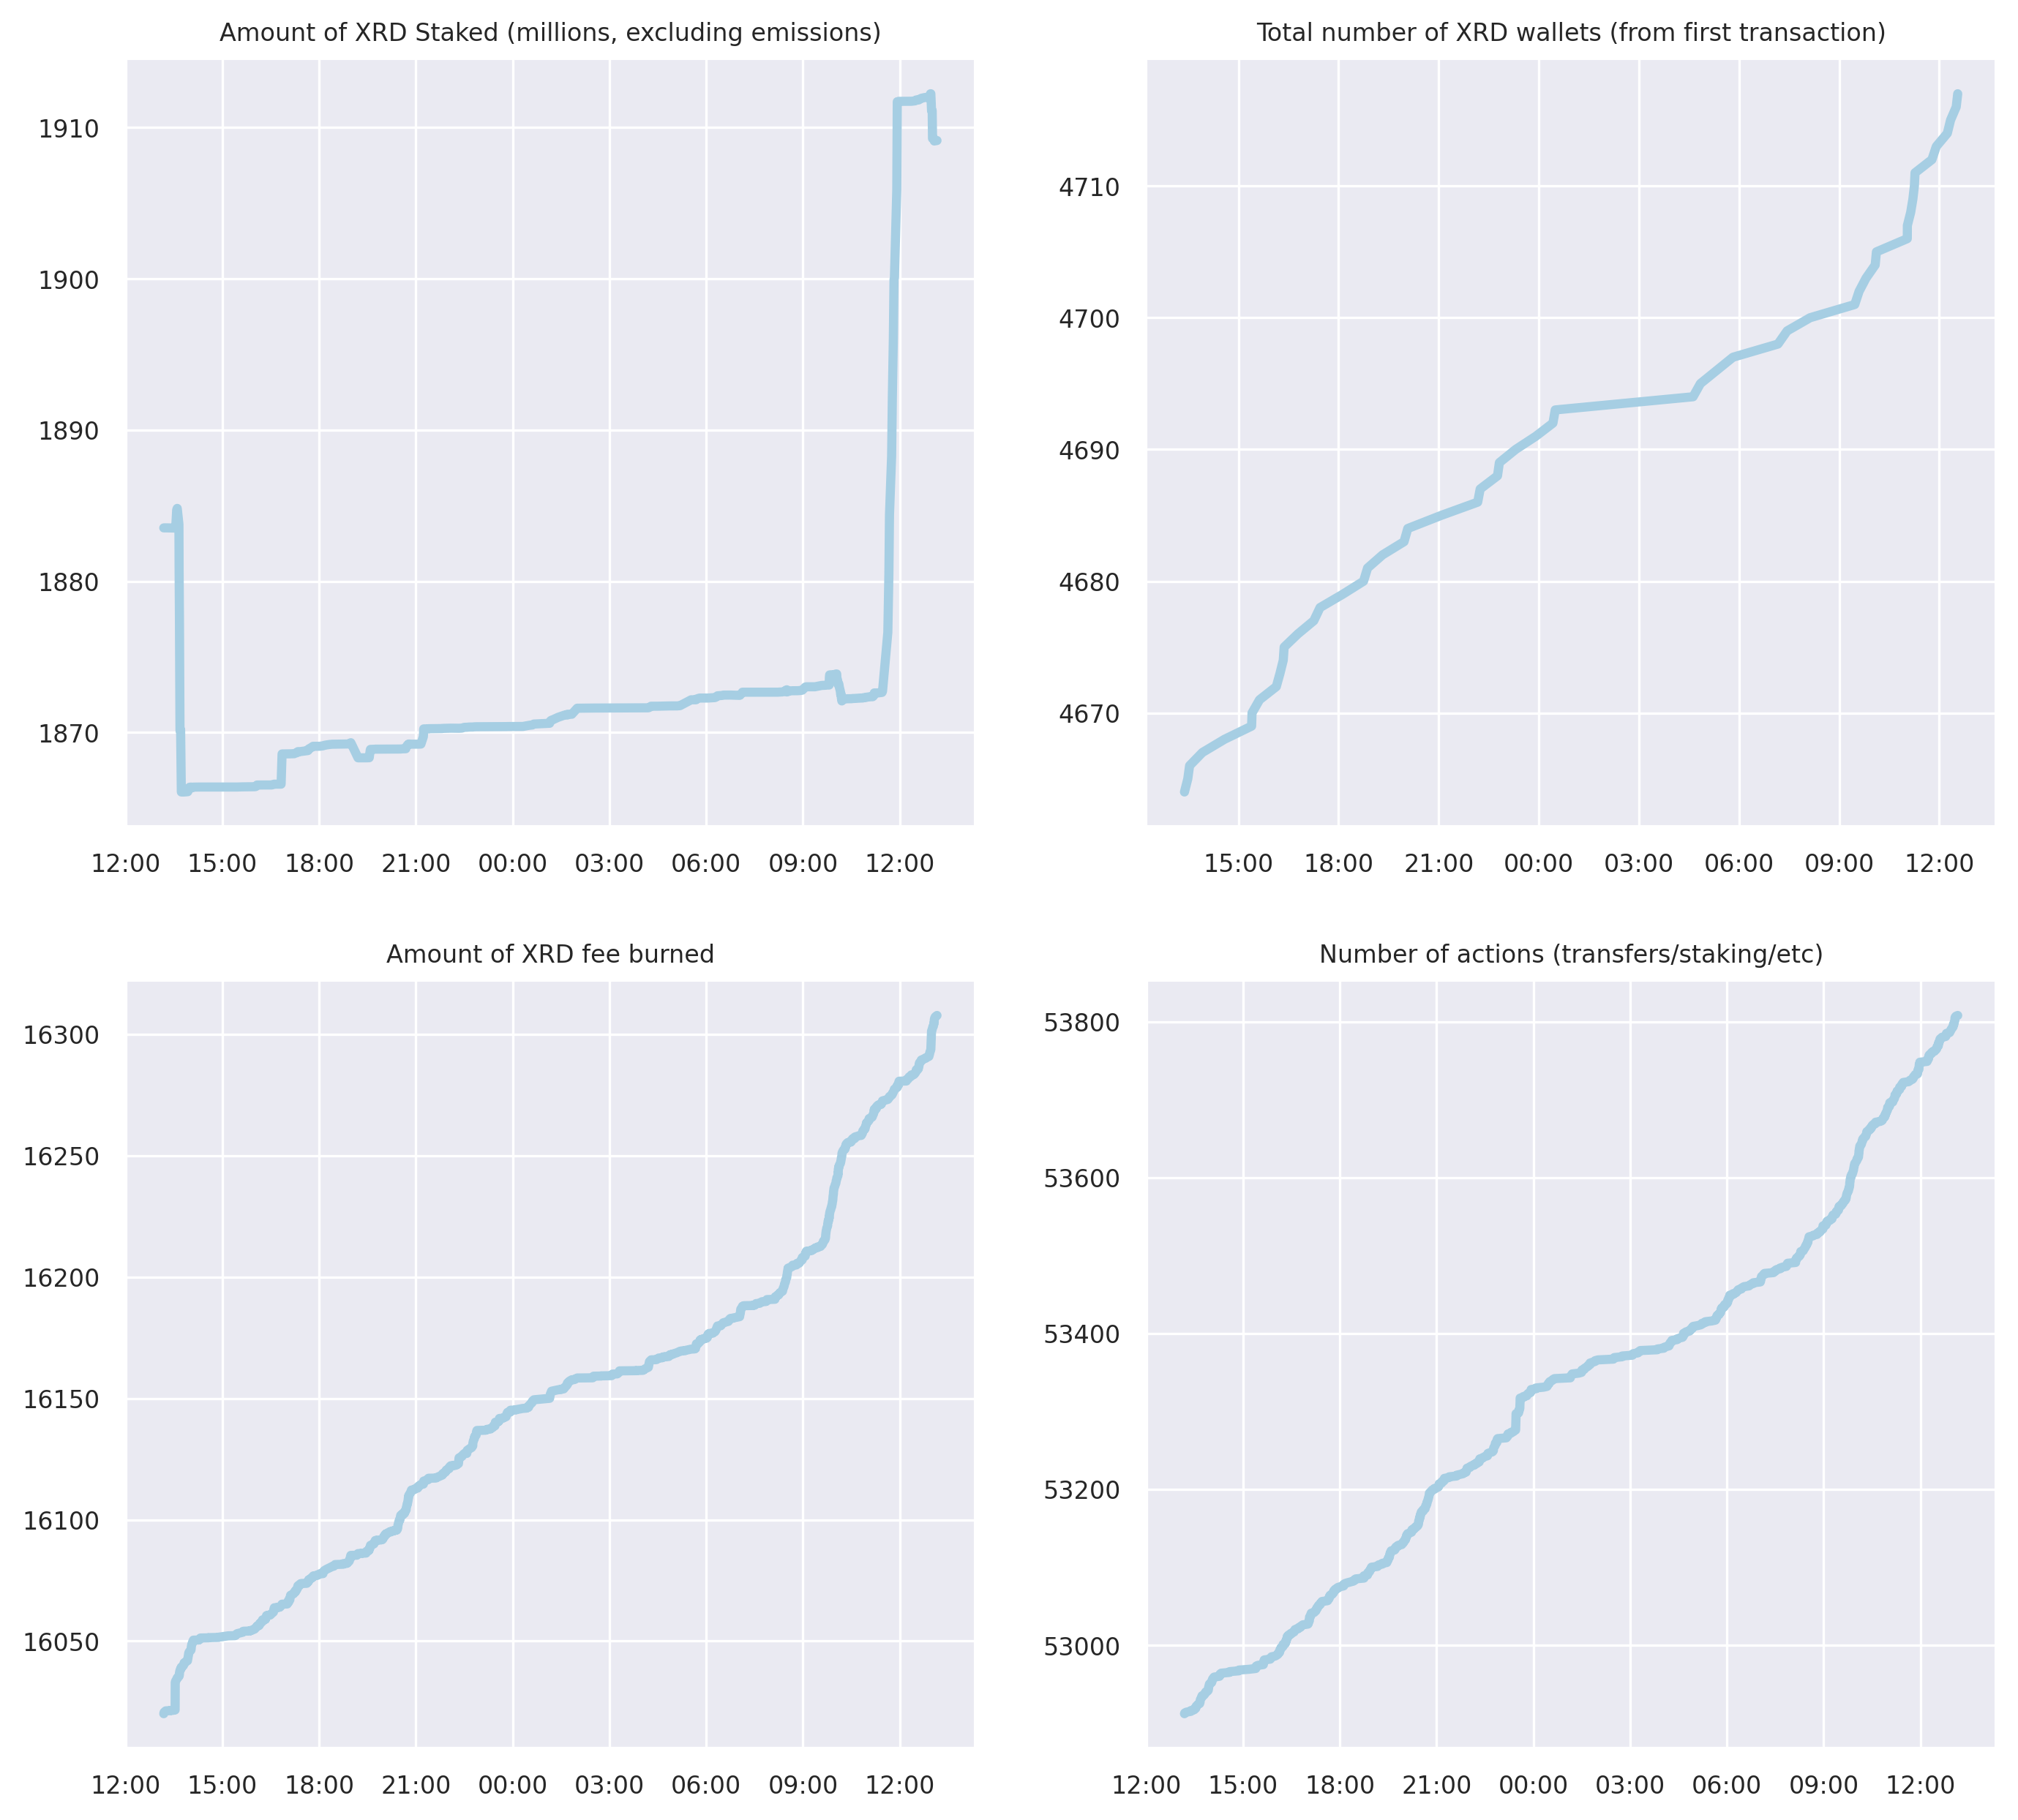 Amount of XRD Staked (millions, excluding emissions)
1910
1900
1890
1880
1870
12:00 15:00 18:00 21:00 00:00 03:00 06:00 09:00 12:00
Total number of XRD wallets (from first transaction)
4710
4700
4690
4680
4670
15:00 18:00 21:00 00:00 03:00 06:00 09:00 12:00
Amount of XRD fee burned
16300
16250
16200
16150
16100
16050
12:00 15:00 18:00 21:00 00:00 03:00 06:00 09:00 12:00
Number of actions (transfers/staking/etc)
53800
53600
53400
53200
53000
12:00 15:00 18:00 21:00 00:00 03:00 06:00 09:00 12:00